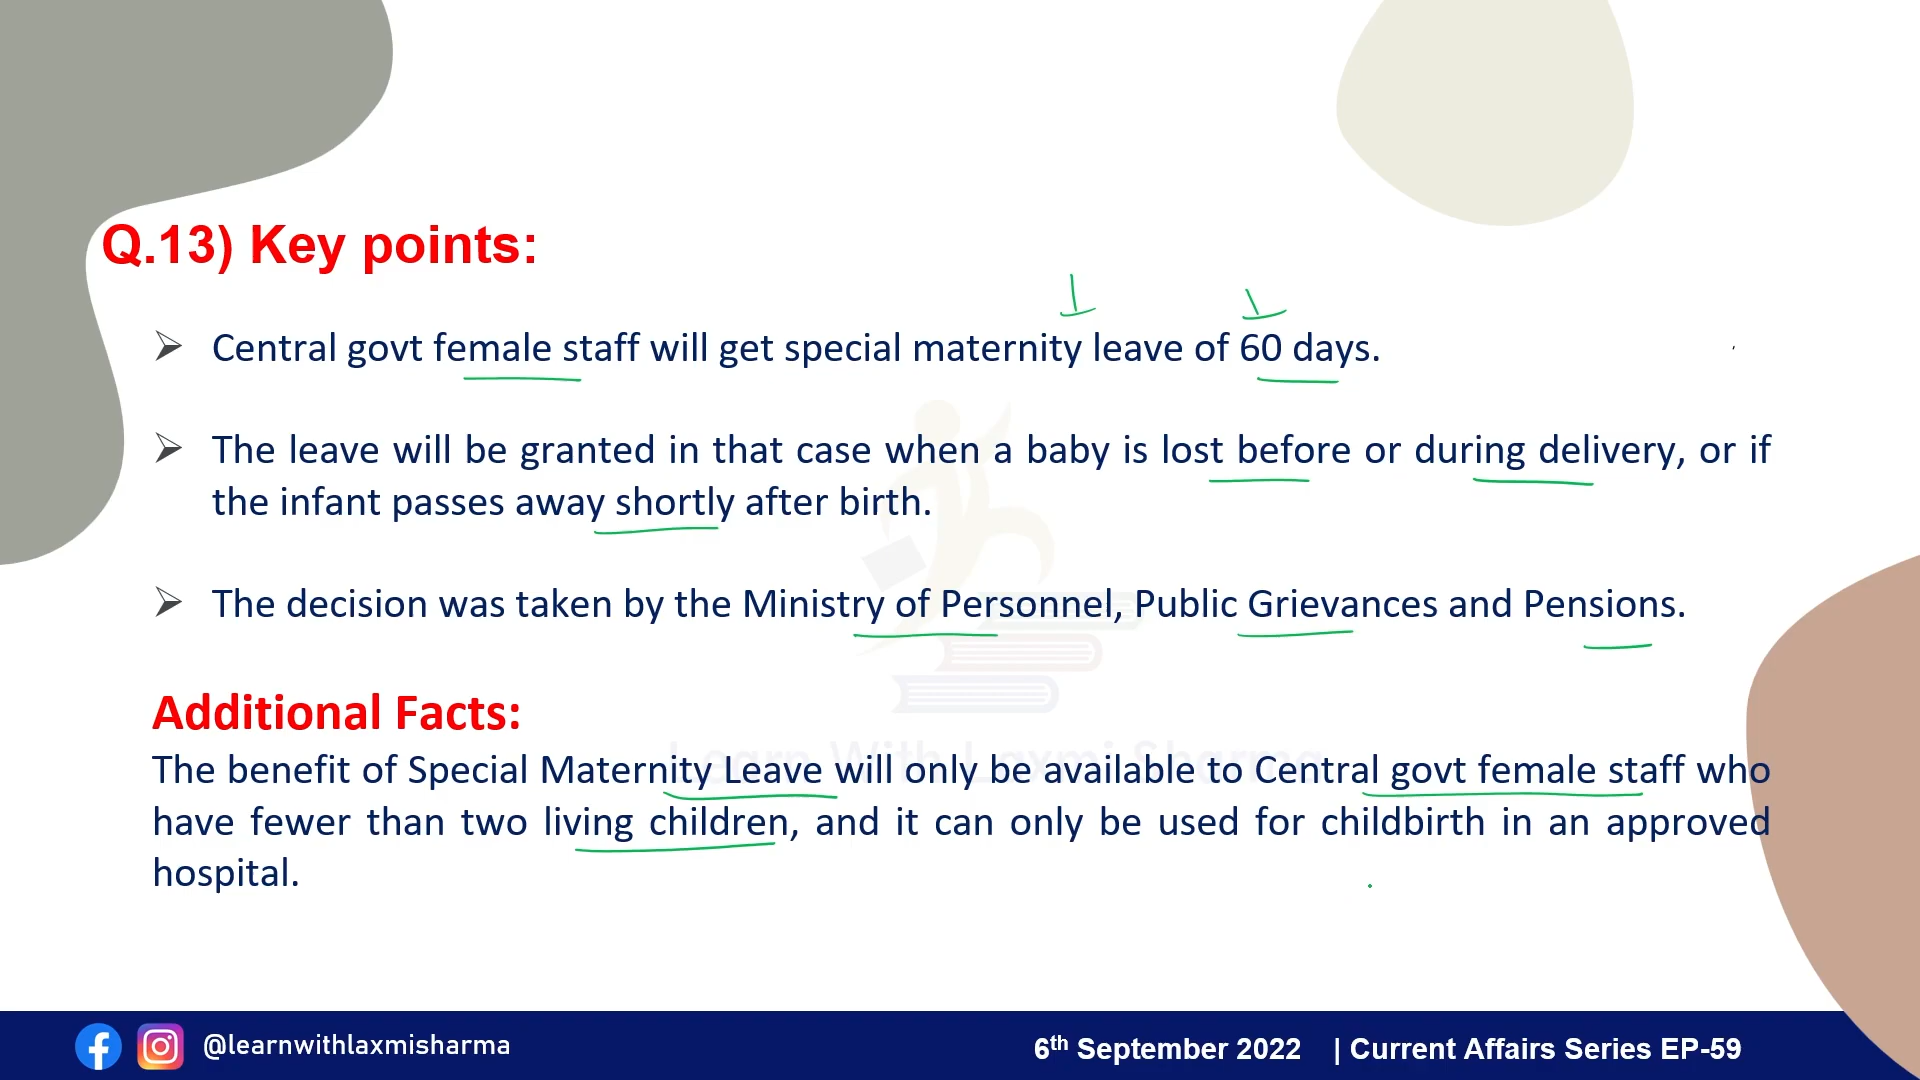 Q.13) Key points:
Central govt female staff will get special maternity leave of 60 days.
The leave will be granted in that case when a baby is lost before or during delivery, or if
the infant passes away shortly after birth.
The decision was taken by the Ministry of Personnel, Public Grievances and Pensions.
Additional Facts:
Learn With Laxmi Sharma
The benefit of Special Maternity Leave will only be available to Central govt female staff who
have fewer than two living children, and it can only be used for childbirth in an approved
hospital.
@learnwithlaxmisharma
6th September 2022 | Current Affairs Series EP-59